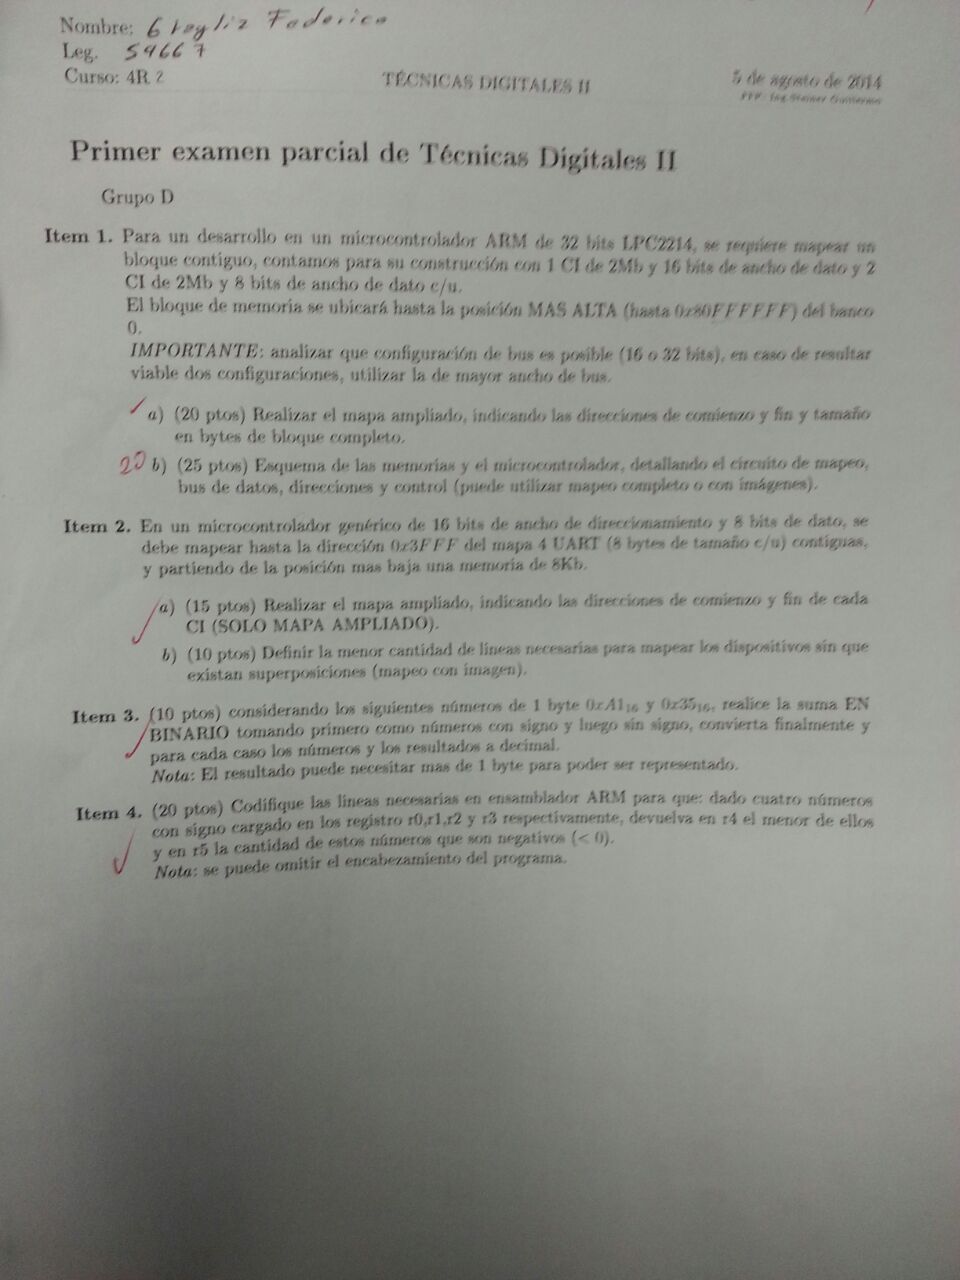 Nombre: Federico
Leg. 59667
Curso: 4R 2
TÉCNICAS DIGITALES II
5 de agosto de 2014
Ing. Steiner Guillermo
Primer examen parcial de Técnicas Digitales II
Grupo D
Item 1. Para un desarrollo en un microcontrolador ARM de 32 bits LPC2214, se requiere mapear un
bloque contiguo, contamos para su construcción con 1 CI de 2Mb y 16 bits de ancho de dato y 2
CI de 2Mb y 8 bits de ancho de dato c/u.
El bloque de memoria se ubicará hasta la posición MAS ALTA (hasta 0x80FFFFFF) del banco
0.
IMPORTANTE: analizar que configuración de bus es posible (16 o 32 bits), en caso de resultar
viable dos configuraciones, utilizar la de mayor ancho de bus.
a) (20 ptos) Realizar el mapa ampliado, indicando las direcciones de comienzo y fin y tamaño
en bytes de bloque completo.
20 b) (25 ptos) Esquema de las memorias y el microcontrolador, detallando el circuito de mapeo,
bus de datos, direcciones y control (puede utilizar mapeo completo o con imágenes).
Item 2. En un microcontrolador genérico de 16 bits de ancho de direccionamiento y 8 bits de dato, se
debe mapear hasta la dirección 0x3FFF del mapa 4 UART (8 bytes de tamaño c/u) contiguas,
y partiendo de la posición mas baja una memoria de 8Kb.
a) (15 ptos) Realizar el mapa ampliado, indicando las direcciones de comienzo y fin de cada
CI (SOLO MAPA AMPLIADO).
b) (10 ptos) Definir la menor cantidad de líneas necesarias para mapear los dispositivos sin que
existan superposiciones (mapeo con imagen).
Item 3. (10 ptos) considerando los siguientes números de 1 byte 0xA1₁₆ y 0x35₁₆, realice la suma EN
BINARIO tomando primero como números con signo y luego sin signo, convierta finalmente y
para cada caso los números y los resultados a decimal.
Nota: El resultado puede necesitar mas de 1 byte para poder ser representado.
Item 4. (20 ptos) Codifique las líneas necesarias en ensamblador ARM para que: dado cuatro números
con signo cargado en los registro r0,r1,r2 y r3 respectivamente, devuelva en r4 el menor de ellos
y en r5 la cantidad de estos números que son negativos (< 0).
Nota: se puede omitir el encabezamiento del programa.